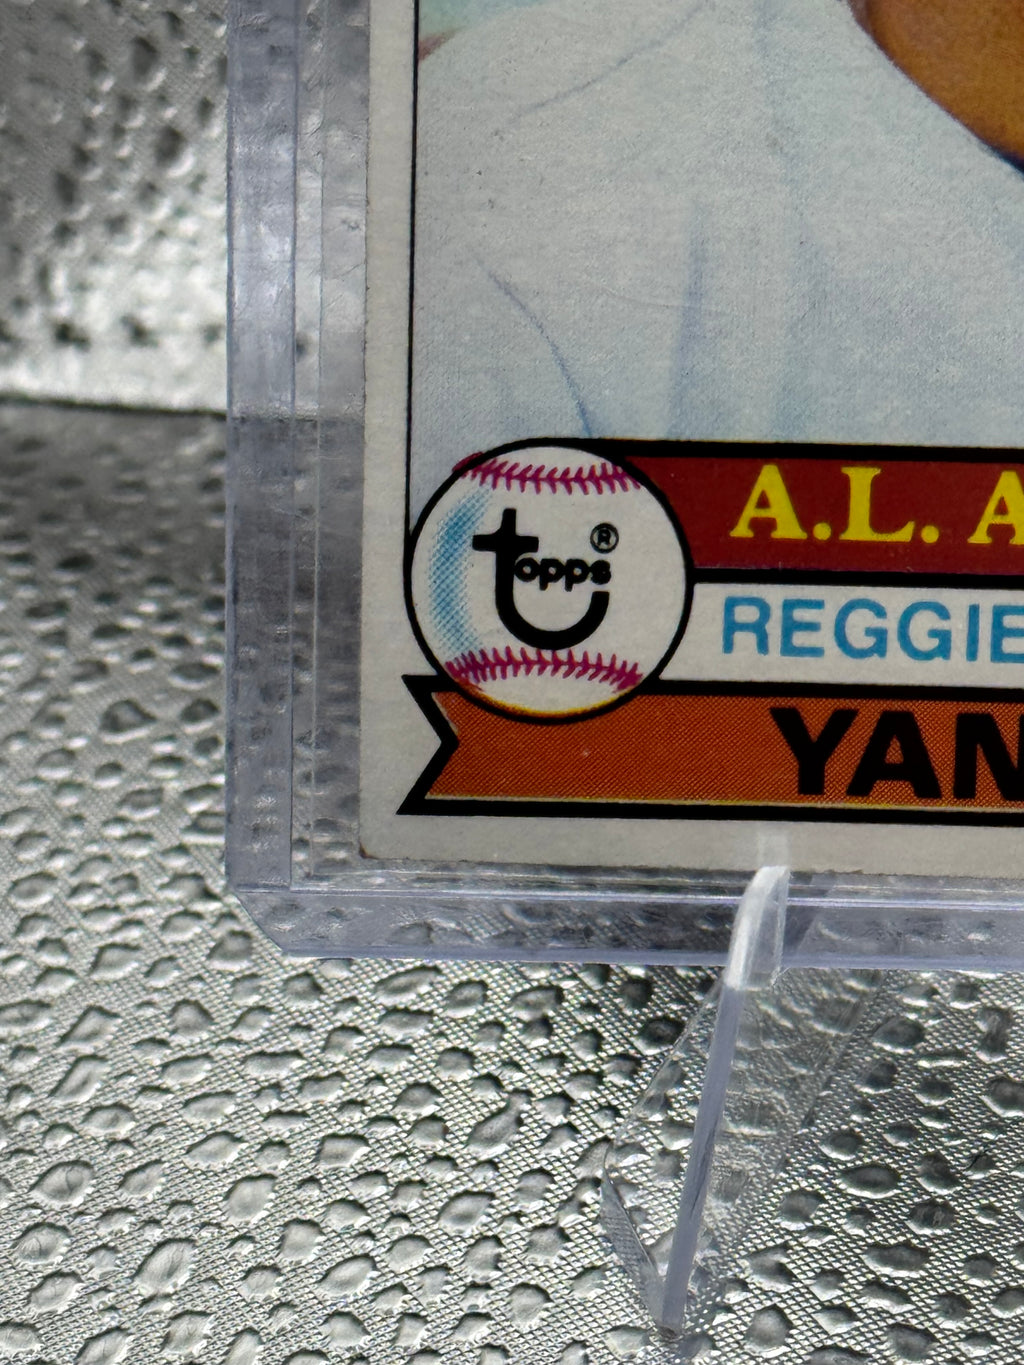 A.L. A
topps ®
REGGIE
YAN